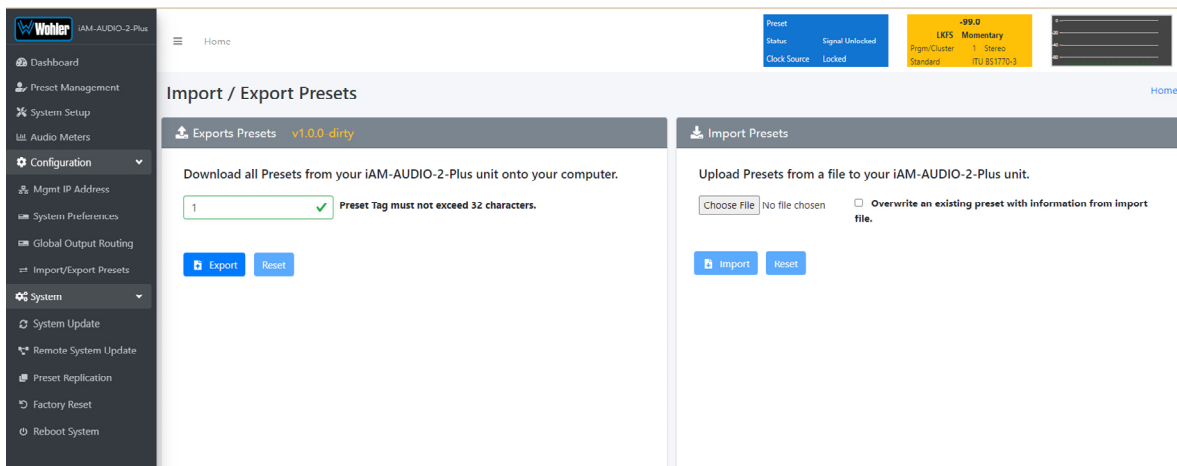 Wohler iAM-AUDIO-2-Plus
Dashboard
Preset Management
System Setup
Audio Meters
Configuration
Mgmt IP Address
System Preferences
Global Output Routing
Import/Export Presets
System
System Update
Remote System Update
Preset Replication
Factory Reset
Reboot System
Home
Preset
Status Signal Unlocked
Clock Source Locked
-99.0
LKFS Momentary
Prgm/Cluster 1 Stereo
Standard ITU BS1770-3
0
-20
-40
-60
Import / Export Presets
Home
Exports Presets v1.0.0-dirty
Download all Presets from your iAM-AUDIO-2-Plus unit onto your computer.
1
Preset Tag must not exceed 32 characters.
Export Reset
Import Presets
Upload Presets from a file to your iAM-AUDIO-2-Plus unit.
Choose File No file chosen
Overwrite an existing preset with information from import
file.
Import Reset